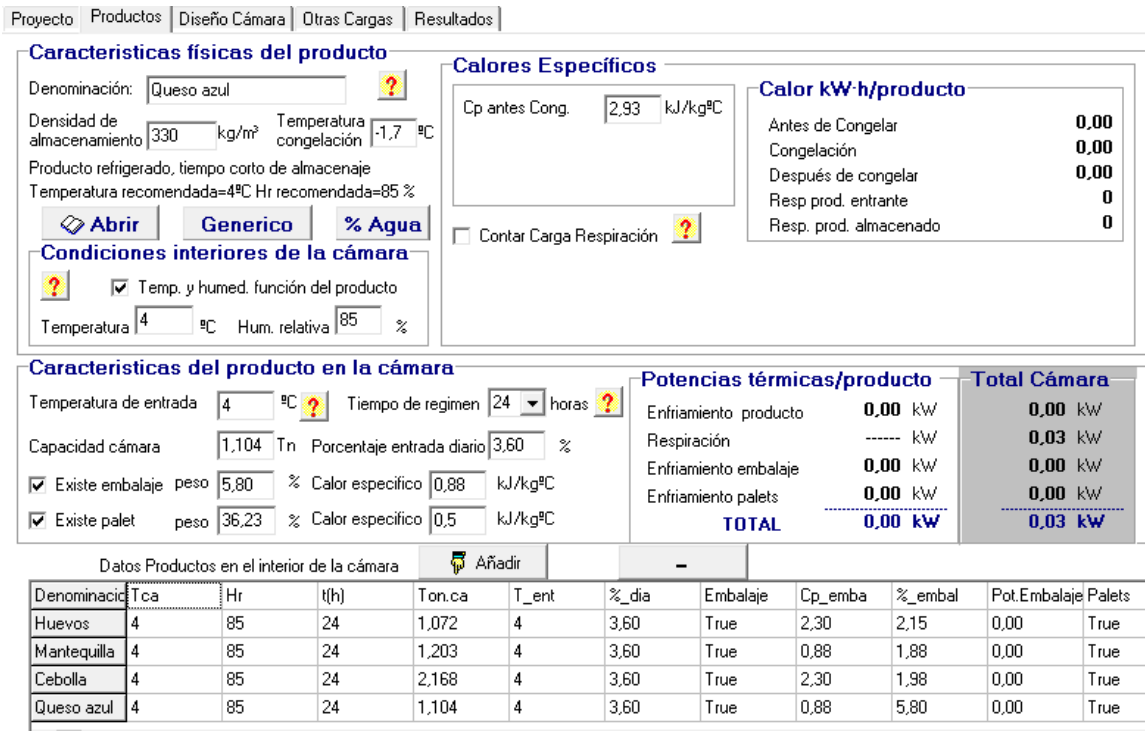 Proyecto Productos Diseño Cámara Otras Cargas Resultados
Caracteristicas físicas del producto
Denominación: Queso azul ?
Densidad de almacenamiento 330 kg/m³ Temperatura congelación -1,7 ºC
Producto refrigerado, tiempo corto de almacenaje
Temperatura recomendada=4ºC Hr recomendada=85 %
Abrir Generico % Agua
Condiciones interiores de la cámara
? Temp. y humed. función del producto
Temperatura 4 ºC Hum. relativa 85 %
Calores Específicos
Cp antes Cong. 2,93 kJ/kgºC
Contar Carga Respiración ?
Calor kW·h/producto
Antes de Congelar 0,00
Congelación 0,00
Después de congelar 0,00
Resp prod. entrante 0
Resp. prod. almacenado 0
Caracteristicas del producto en la cámara
Temperatura de entrada 4 ºC ? Tiempo de regimen 24 horas ?
Capacidad cámara 1,104 Tn Porcentaje entrada diario 3,60 %
Existe embalaje peso 5,80 % Calor especifico 0,88 kJ/kgºC
Existe palet peso 36,23 % Calor especifico 0,5 kJ/kgºC
Potencias térmicas/producto Total Cámara
Enfriamiento producto 0,00 kW 0,00 kW
Respiración ------ kW 0,03 kW
Enfriamiento embalaje 0,00 kW 0,00 kW
Enfriamiento palets 0,00 kW 0,00 kW
TOTAL 0,00 kW 0,03 kW
Datos Productos en el interior de la cámara Añadir –
Denominacio Tca Hr t(h) Ton.ca T_ent %_dia Embalaje Cp_emba %_embal Pot.Embalaje Palets
Huevos 4 85 24 1,072 4 3,60 True 2,30 2,15 0,00 True
Mantequilla 4 85 24 1,203 4 3,60 True 0,88 1,88 0,00 True
Cebolla 4 85 24 2,168 4 3,60 True 2,30 1,98 0,00 True
Queso azul 4 85 24 1,104 4 3,60 True 0,88 5,80 0,00 True